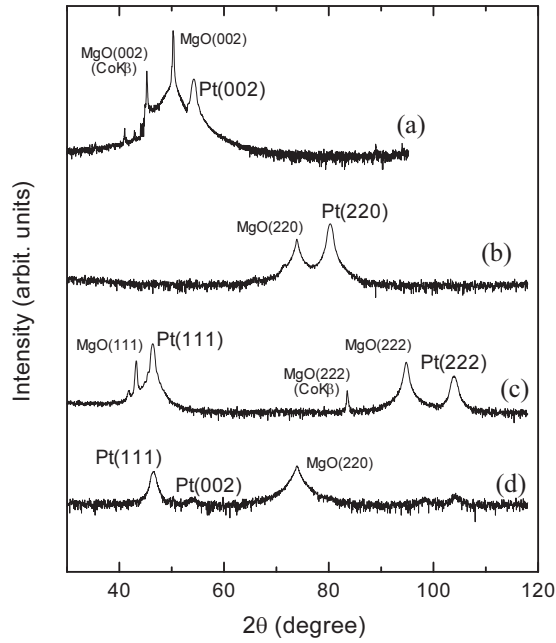 MgO(002)
MgO(002)
(CoKβ)
Pt(002)
(a)
Pt(220)
MgO(220)
(b)
MgO(111)
Pt(111)
MgO(222)
MgO(222)
(CoKβ)
Pt(222)
(c)
Pt(111)
Pt(002)
MgO(220)
(d)
Intensity (arbit. units)
40 60 80 100 120
2θ (degree)